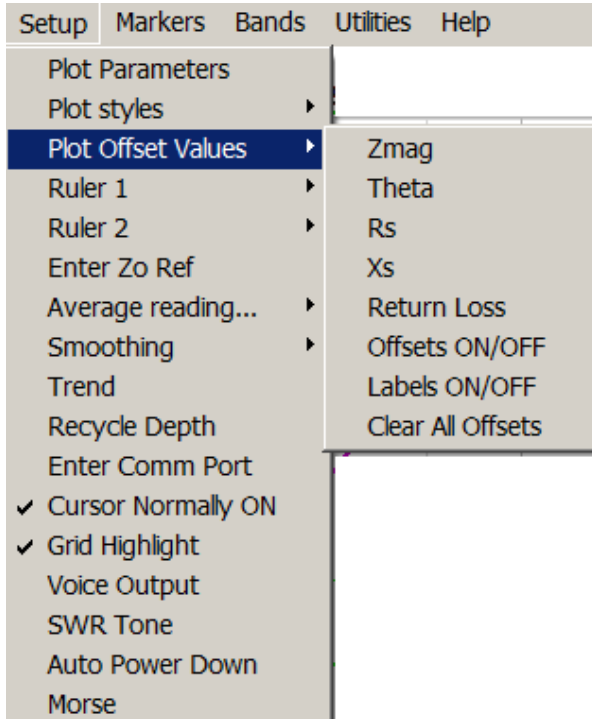 Setup Markers Bands Utilities Help
Plot Parameters
Plot styles
Plot Offset Values
Ruler 1
Ruler 2
Enter Zo Ref
Average reading...
Smoothing
Trend
Recycle Depth
Enter Comm Port
Cursor Normally ON
Grid Highlight
Voice Output
SWR Tone
Auto Power Down
Morse
Zmag
Theta
Rs
Xs
Return Loss
Offsets ON/OFF
Labels ON/OFF
Clear All Offsets